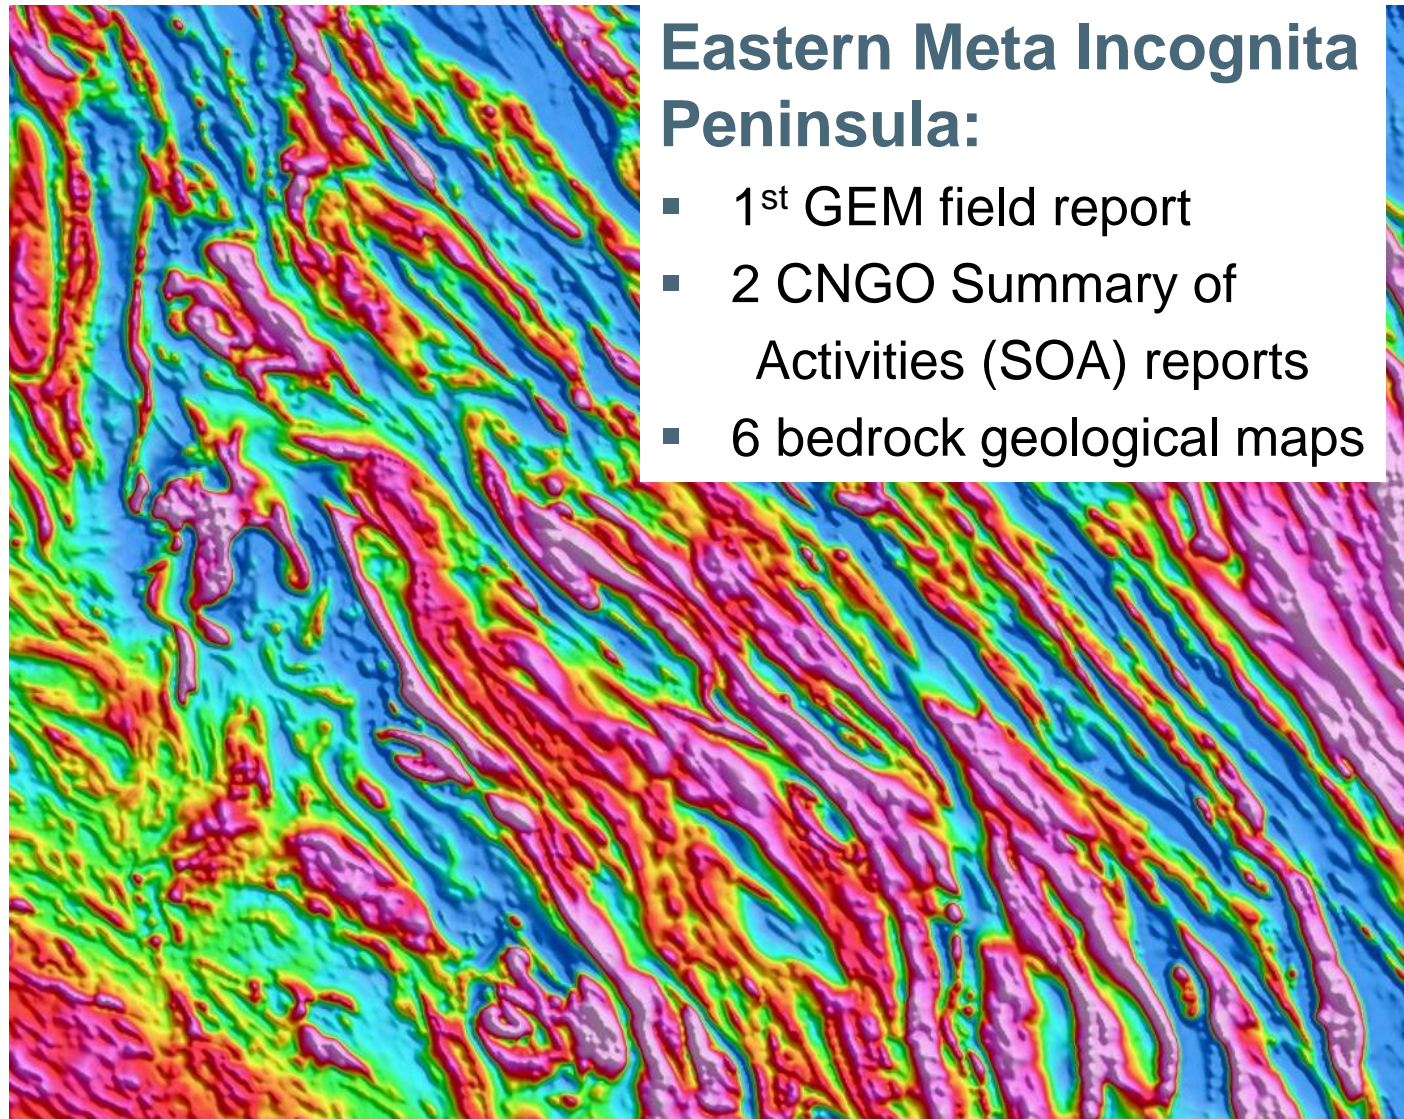 Eastern Meta Incognita
Peninsula:
▪ 1st GEM field report
▪ 2 CNGO Summary of
Activities (SOA) reports
▪ 6 bedrock geological maps